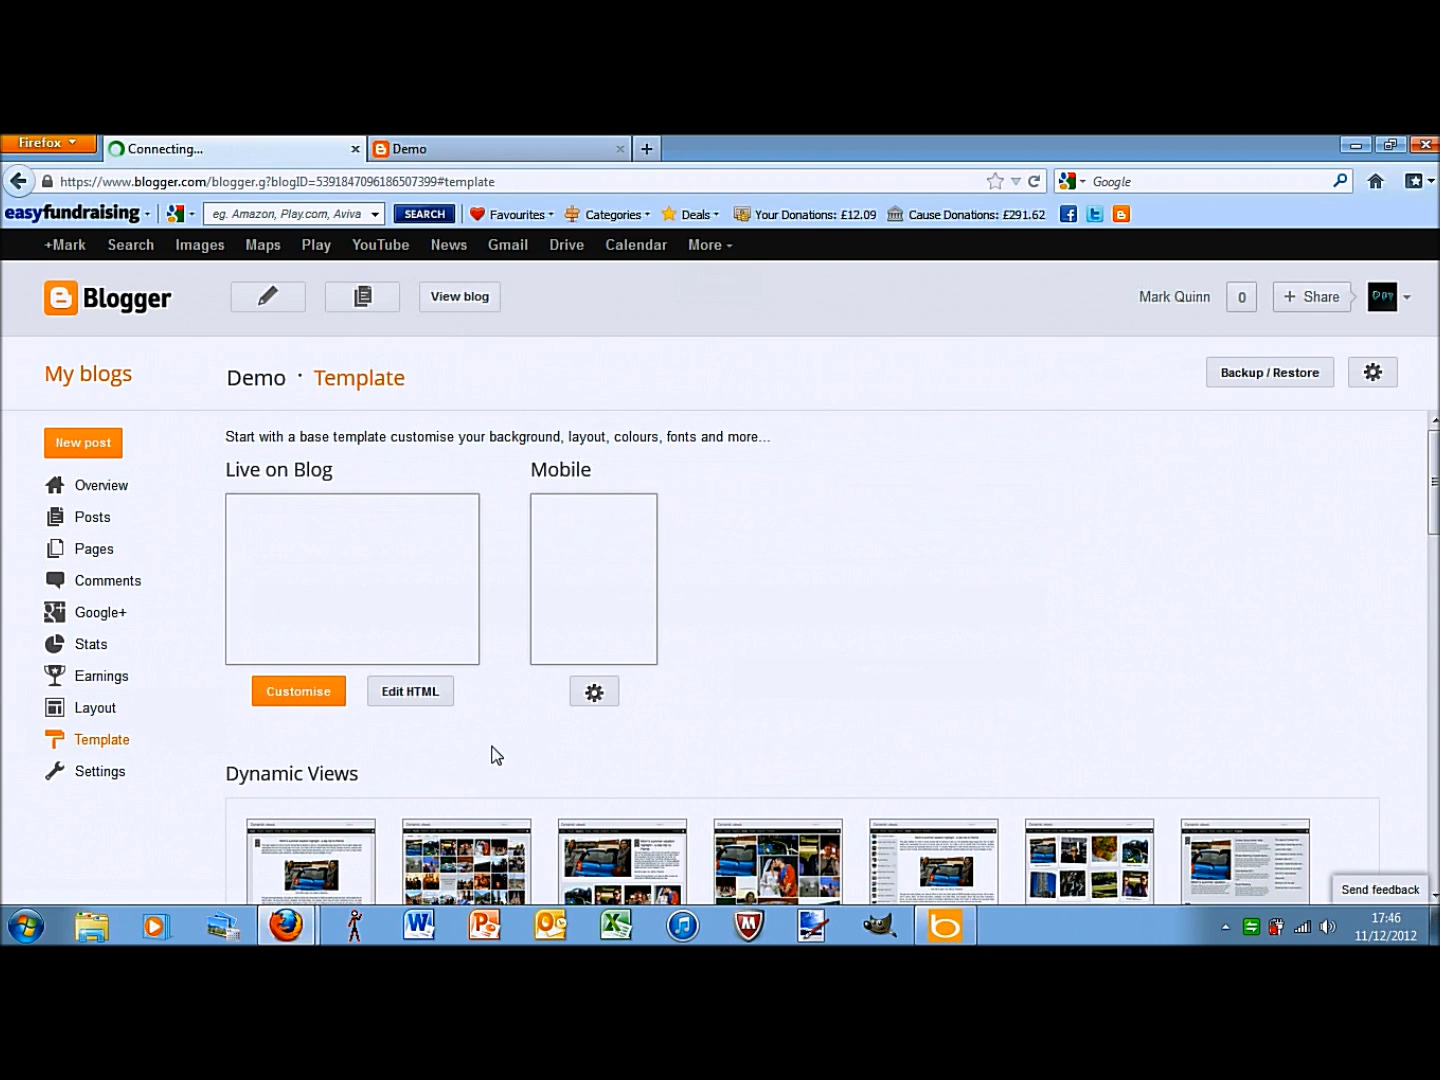 Firefox
Connecting...
Demo
https://www.blogger.com/blogger.g?blogID=5391847096186507399#template
Google
easyfundraising
eg. Amazon, Play.com, Aviva
SEARCH
Favourites
Categories
Deals
Your Donations: £12.09
Cause Donations: £291.62
+Mark Search Images Maps Play YouTube News Gmail Drive Calendar More
Blogger
View blog
Mark Quinn
0
+ Share
My blogs
Demo · Template
Backup / Restore
New post
Start with a base template customise your background, layout, colours, fonts and more...
Live on Blog
Mobile
Overview
Posts
Pages
Comments
Google+
Stats
Earnings
Layout
Template
Settings
Customise
Edit HTML
Dynamic Views
Send feedback
17:46
11/12/2012